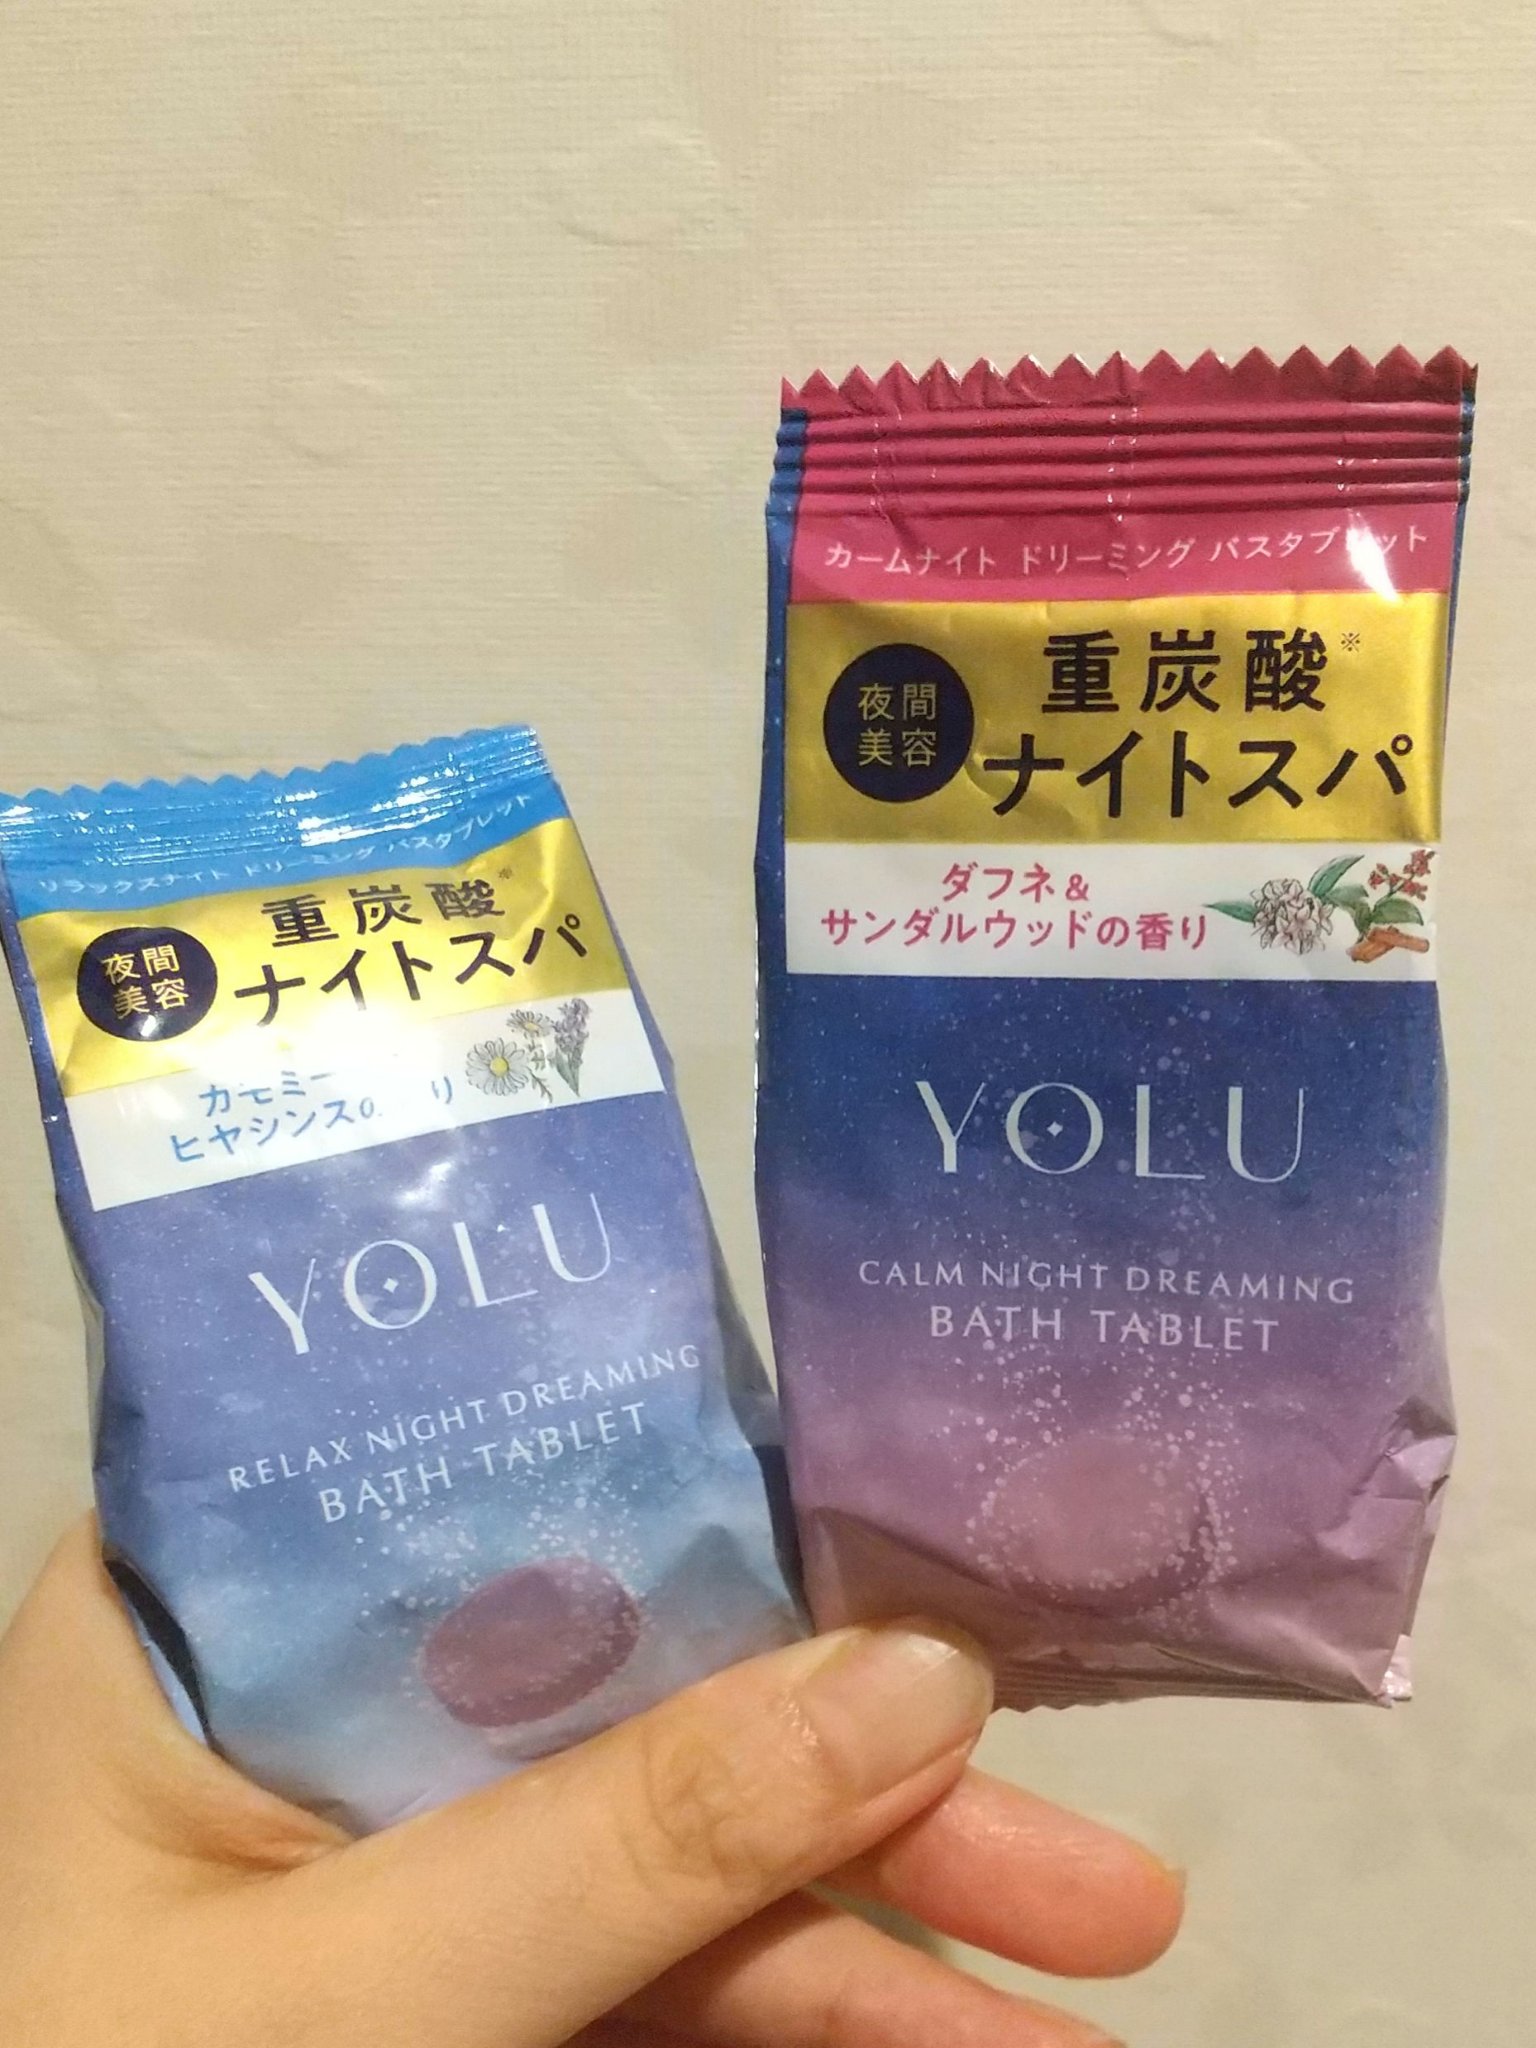 リラックスナイト ドリーミング バスタブレット
夜間
美容
重炭酸※
ナイトスパ
ヒヤシンスの
YOLU
RELAX NIGHT DREAMING
BATH TABLET
カームナイト ドリーミング バスタブレット
夜間
美容
重炭酸※
ナイトスパ
ダフネ&
サンダルウッドの香り
YOLU
CALM NIGHT DREAMING
BATH TABLET